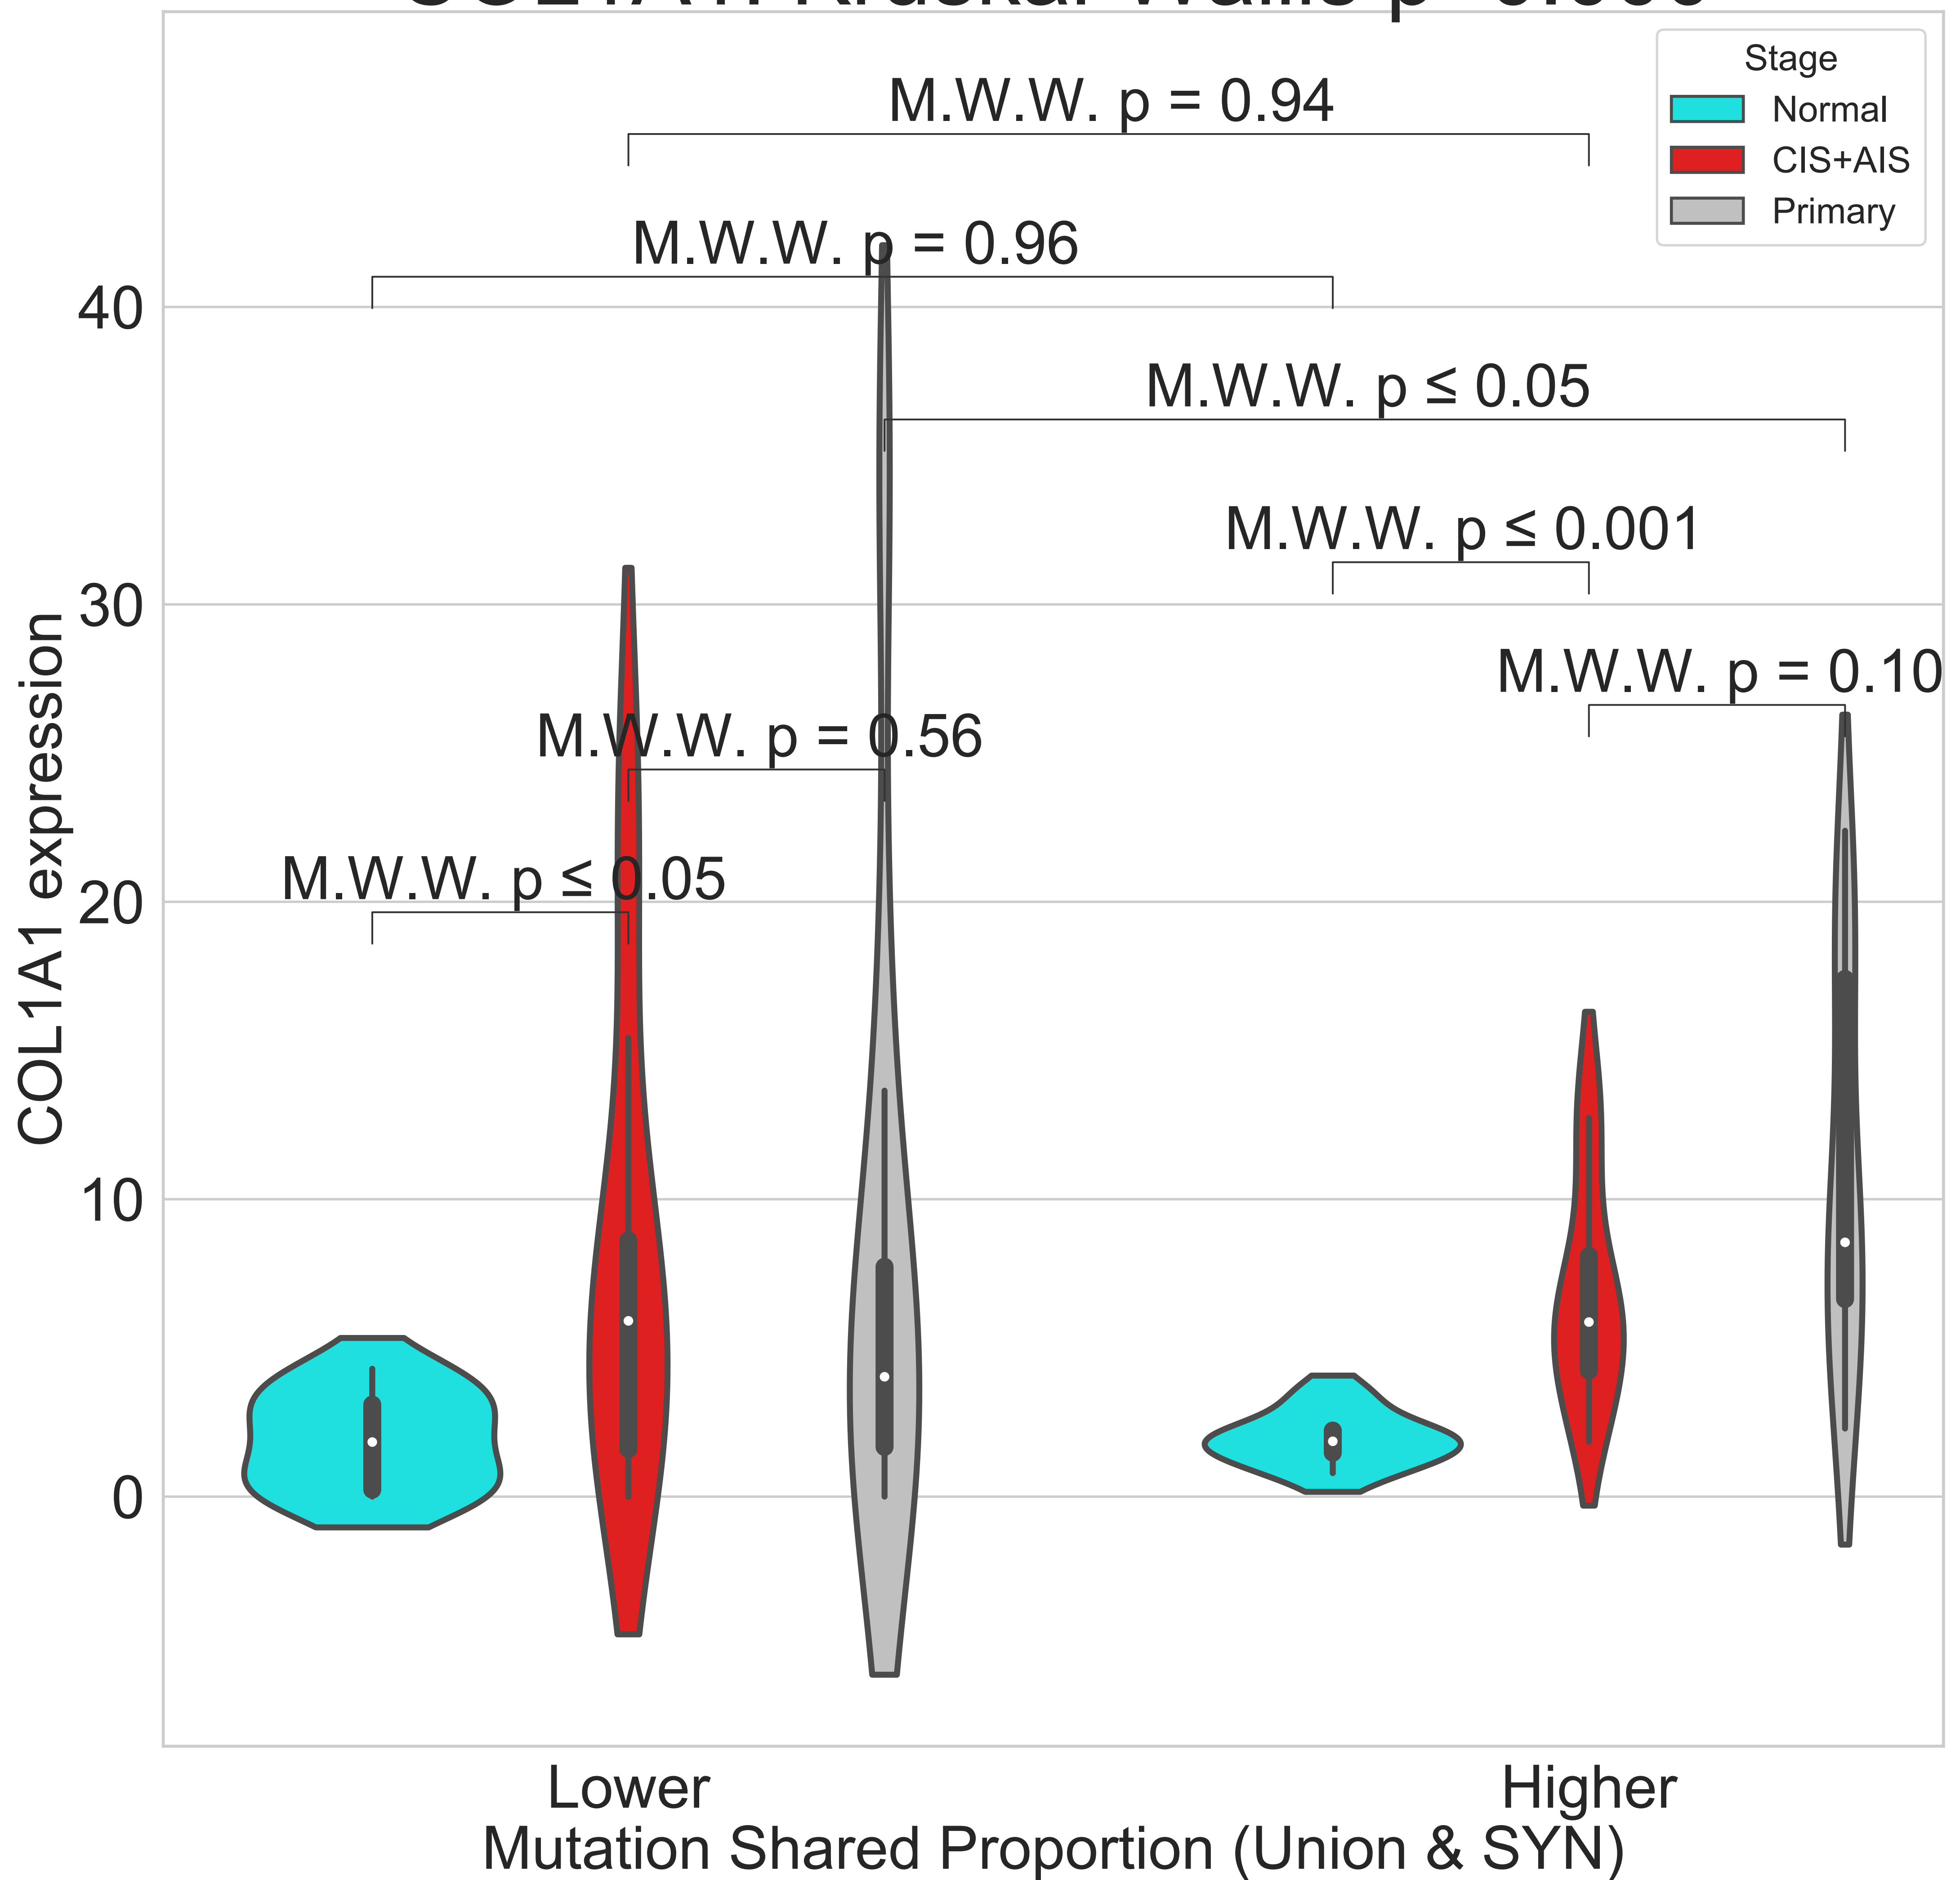 Stage
Normal
CIS+AIS
Primary
M.W.W. p = 0.94
M.W.W. p = 0.96
M.W.W. p ≤ 0.05
M.W.W. p ≤ 0.001
M.W.W. p = 0.10
M.W.W. p = 0.56
M.W.W. p ≤ 0.05
COL1A1 expression
40
30
20
10
0
Lower
Higher
Mutation Shared Proportion (Union & SYN)